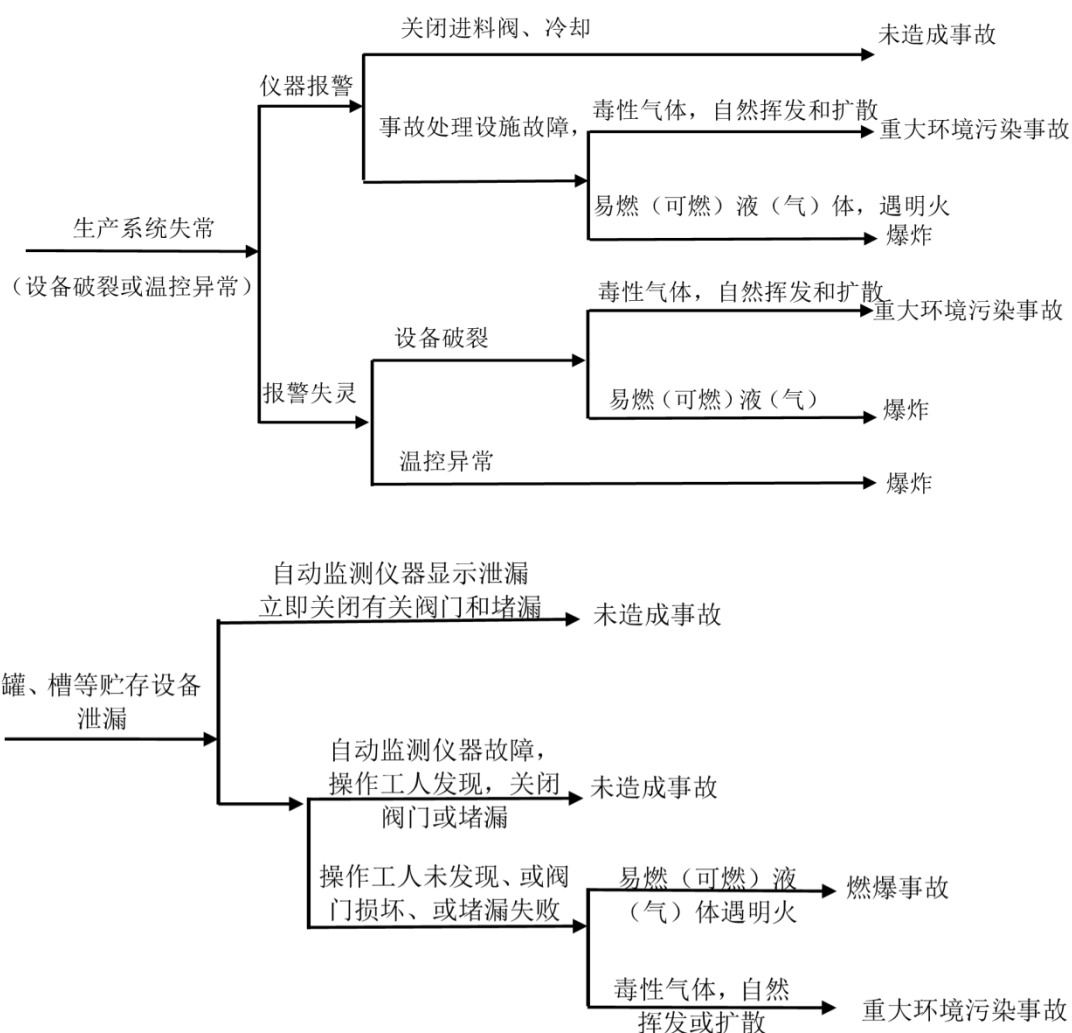 关闭进料阀、冷却
未造成事故
仪器报警
毒性气体，自然挥发和扩散
事故处理设施故障，
重大环境污染事故
易燃（可燃）液（气）体，遇明火
生产系统失常
爆炸
（设备破裂或温控异常）
毒性气体，自然挥发和扩散
重大环境污染事故
设备破裂
报警失灵
易燃（可燃）液（气）
爆炸
温控异常
爆炸
自动监测仪器显示泄漏
立即关闭有关阀门和堵漏
未造成事故
罐、槽等贮存设备
泄漏
自动监测仪器故障，
操作工人发现，关闭
阀门或堵漏
未造成事故
操作工人未发现、或阀
门损坏、或堵漏失败
易燃（可燃）液
（气）体遇明火
燃爆事故
毒性气体，自然
挥发或扩散
重大环境污染事故